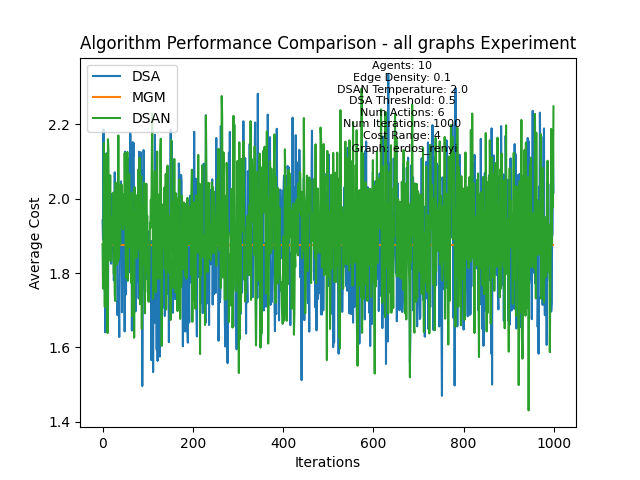 Algorithm Performance Comparison - all graphs Experiment
DSA
MGM
DSAN
Agents: 10
Edge Density: 0.1
DSAN Temperature: 2.0
DSA Threshold: 0.5
Num Actions: 6
Num Iterations: 1000
Cost Range: 4
Graph: erdos_renyi
Average Cost
2.2
2.0
1.8
1.6
1.4
0 200 400 600 800 1000
Iterations